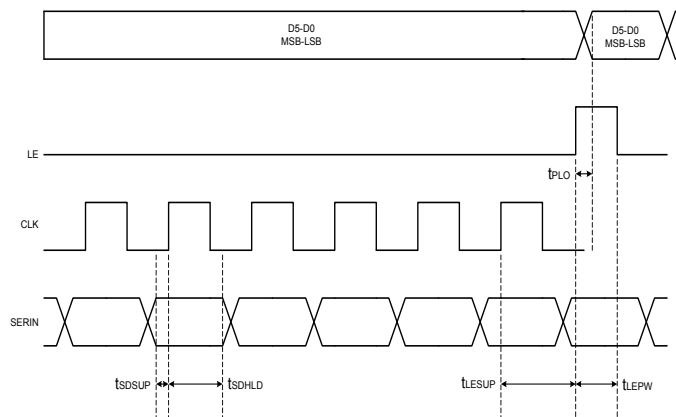 D5-D0
MSB-LSB
D5-D0
MSB-LSB
LE
tPLO
CLK
SERIN
tSDSUP
tSDHLD
tLESUP
tLEPW